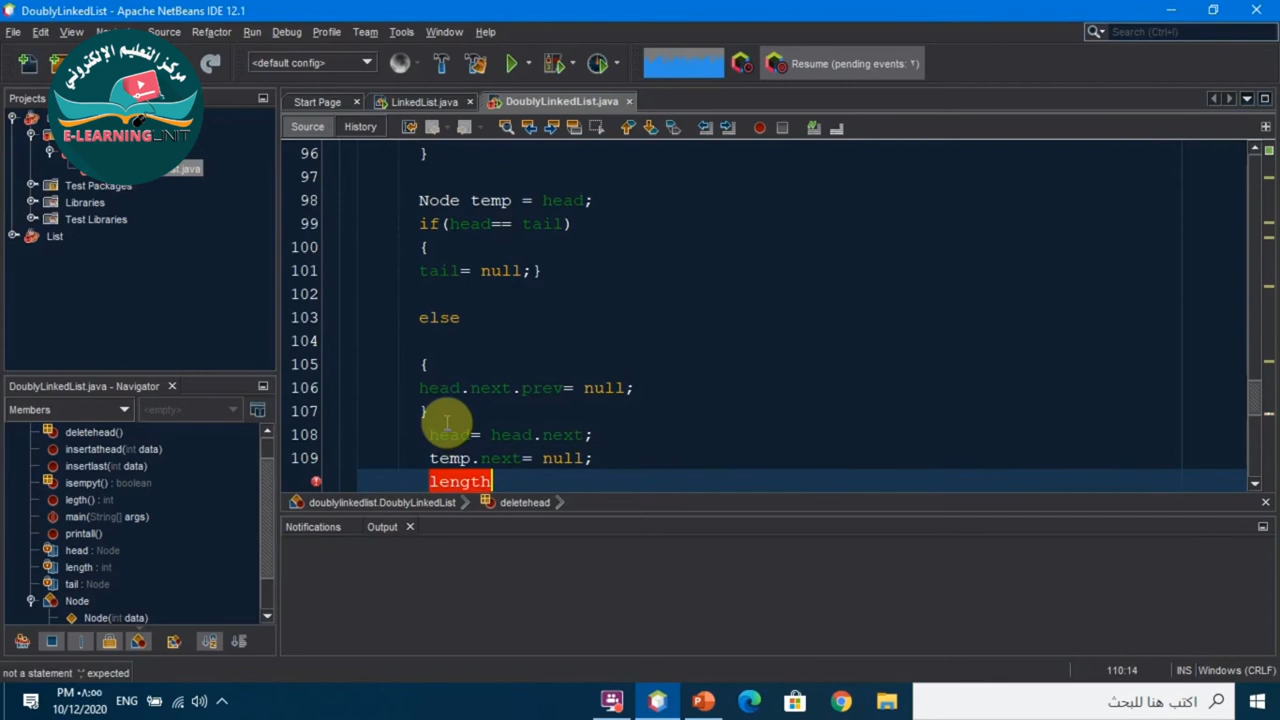 DoublyLinkedList - Apache NetBeans IDE 12.1
File Edit View Source Refactor Run Debug Profile Team Tools Window Help
Search (Ctrl+I)
مركز التعليم الإلكتروني
E-LEARNING UNIT
<default config>
Resume (pending events: ٦)
Projects
Start Page
LinkedList.java
DoublyLinkedList.java
Source
History
Test Packages
Libraries
Test Libraries
List
96 }
97
98 Node temp = head;
99 if(head== tail)
100 {
101 tail= null;}
102
103 else
104
105 {
106 head.next.prev= null;
107 }
108 head= head.next;
109 temp.next= null;
length
DoublyLinkedList.java - Navigator
Members
<empty>
deletehead()
insertathead(int data)
insertlast(int data)
isempyt() : boolean
legth() : int
main(String[] args)
printall()
head : Node
length : int
tail : Node
Node
Node(int data)
doublylinkedlist.DoublyLinkedList
deletehead
Notifications
Output
not a statement ';' expected
110:14
INS
Windows (CRLF)
PM ٠٨:٠٠
10/12/2020
ENG
اكتب هنا للبحث